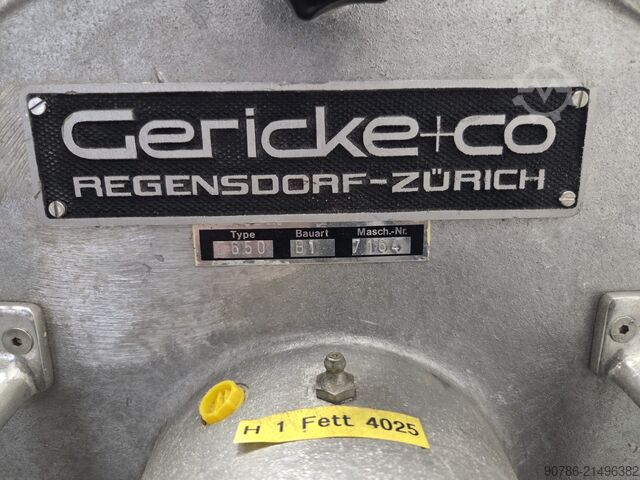 Gericke+co
REGENSDORF-ZÜRICH
Type Bauart Masch.-Nr.
650 B1 7164
H 1 Fett 4025
90786-21496382